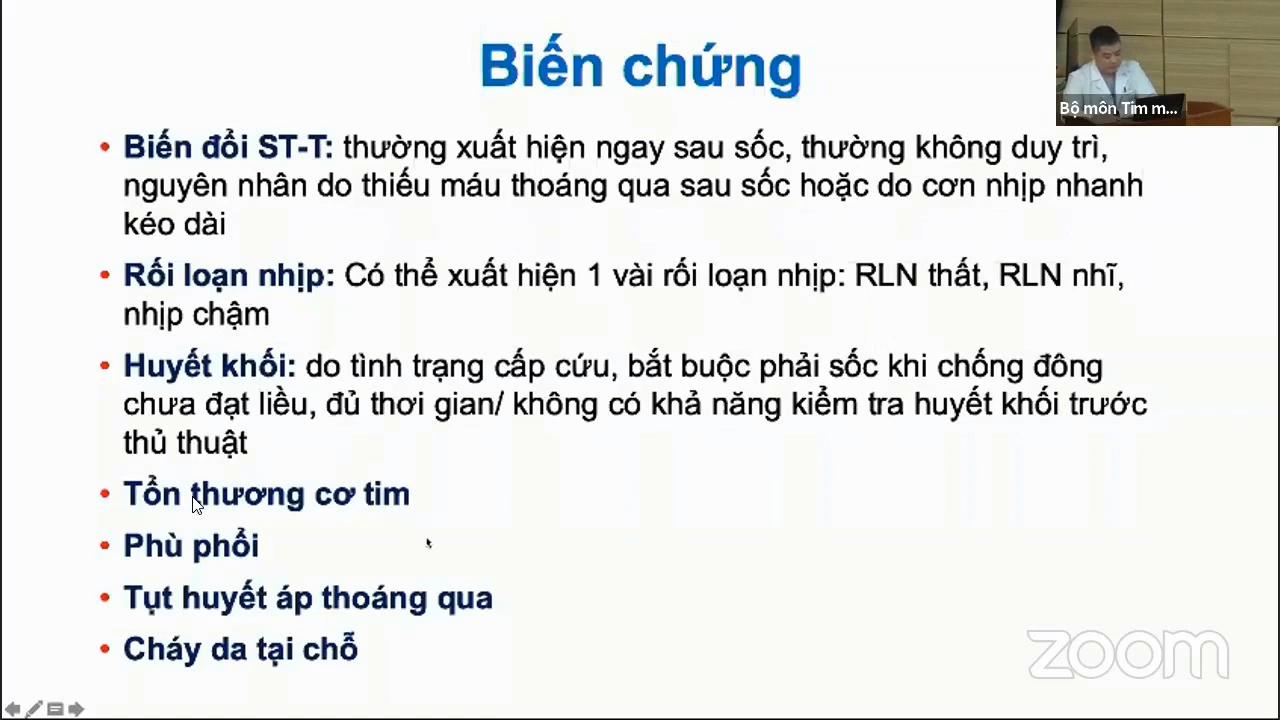 Biến chứng
Bộ môn Tim m...
• Biến đổi ST-T: thường xuất hiện ngay sau sốc, thường không duy trì,
nguyên nhân do thiếu máu thoáng qua sau sốc hoặc do cơn nhịp nhanh
kéo dài
• Rối loạn nhịp: Có thể xuất hiện 1 vài rối loạn nhịp: RLN thất, RLN nhĩ,
nhịp chậm
• Huyết khối: do tình trạng cấp cứu, bắt buộc phải sốc khi chống đông
chưa đạt liều, đủ thơi gian/ không có khả năng kiểm tra huyết khối trước
thủ thuật
• Tổn thương cơ tim
• Phù phổi
• Tụt huyết áp thoáng qua
• Cháy da tại chỗ
zoom